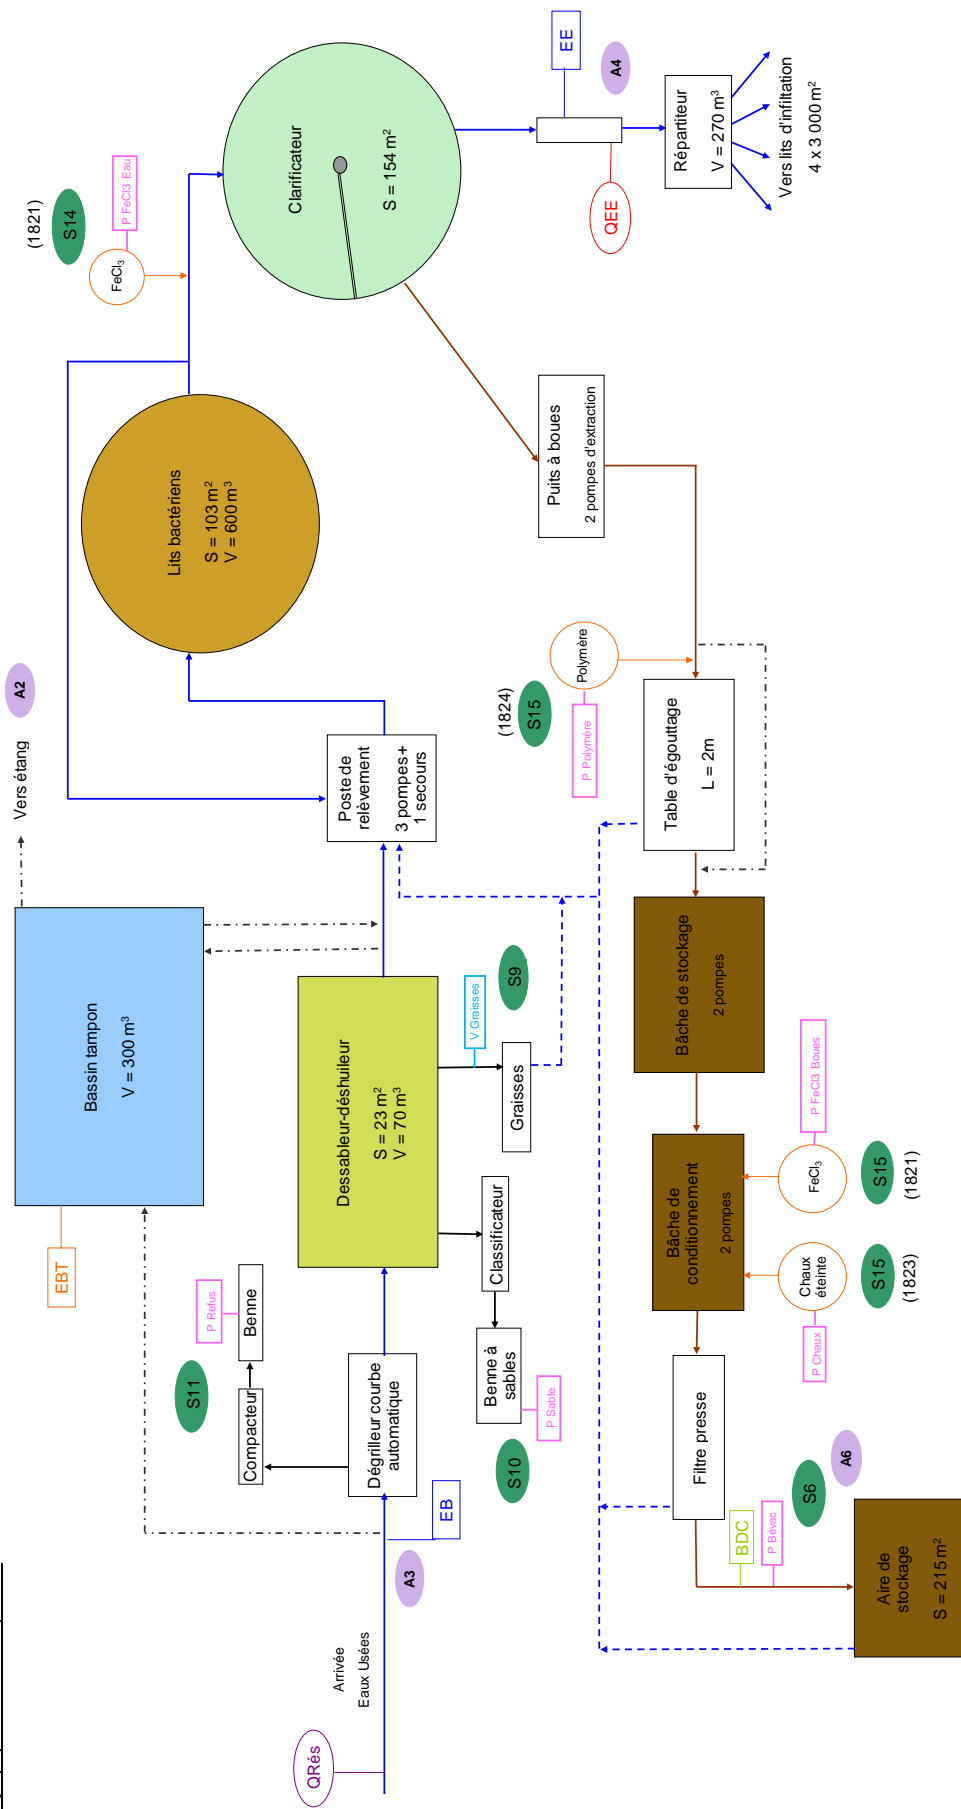 QRés
Arrivée
Eaux Usées
A3
EB
Dégrilleur courbe
automatique
Compacteur
S11
P Refus
Benne
EBT
Bassin tampon
V = 300 m³
Vers étang
A2
Dessableur-déshuileur
S = 23 m²
V = 70 m³
Classificateur
Benne à
sables
P Sable
S10
V Graisses
S9
Graisses
Poste de
relèvement
3 pompes+
1 secours
Lits bactériens
S = 103 m²
V = 600 m³
(1821)
S14
P FeCl3 Eau
FeCl₃
Clarificateur
S = 154 m²
EE
A4
QEE
Répartiteur
V = 270 m³
Vers lits d'infiltation
4 x 3 000 m²
Puits à boues
2 pompes d'extraction
Polymère
(1824)
S15
P Polymère
Table d'égouttage
L = 2m
Bâche de stockage
2 pompes
Bâche de
conditionnement
2 pompes
P FeCl3 Boues
FeCl₃
S15
(1821)
Chaux
éteinte
S15
(1823)
P Chaux
Filtre presse
BDC
P Bévac
S6
A6
Aire de
stockage
S = 215 m²